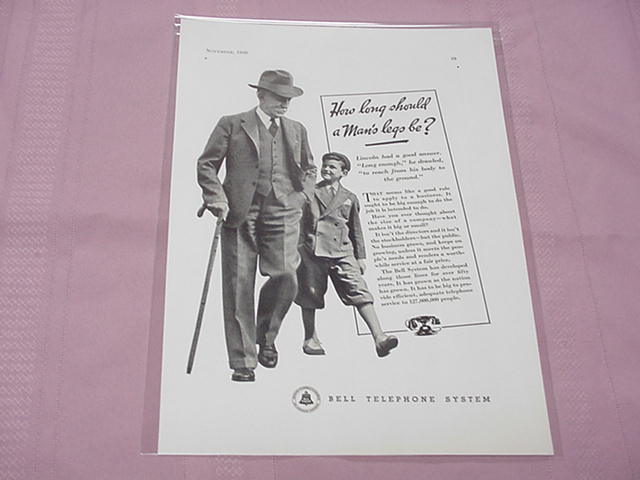 November, 1936
How long should
a Man's legs be?
Lincoln had a good answer.
"Long enough," he drawled,
"to reach from his body to
the ground."
That seems like a good rule
to apply to a business. It
ought to be big enough to do the
job it is intended to do.
Have you ever thought about
the size of a company—what
makes it big or small?
It isn't the directors and it isn't
the stockholders—but the public.
No business grows, and keeps on
growing, unless it meets the peo-
ple's needs and renders a worth-
while service at a fair price.
The Bell System has developed
along those lines for over fifty
years. It has grown as the nation
has grown. It has to be big to pro-
vide efficient, adequate telephone
service to 127,000,000 people.
BELL TELEPHONE SYSTEM